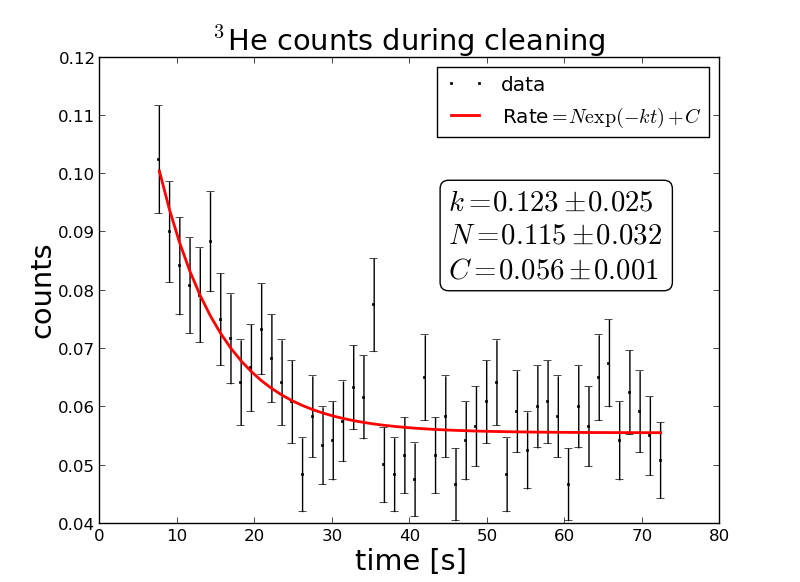 ³He counts during cleaning
data
Rate = N exp(−kt) + C
k = 0.123 ± 0.025
N = 0.115 ± 0.032
C = 0.056 ± 0.001
counts
0.12
0.11
0.10
0.09
0.08
0.07
0.06
0.05
0.04
0 10 20 30 40 50 60 70 80
time [s]